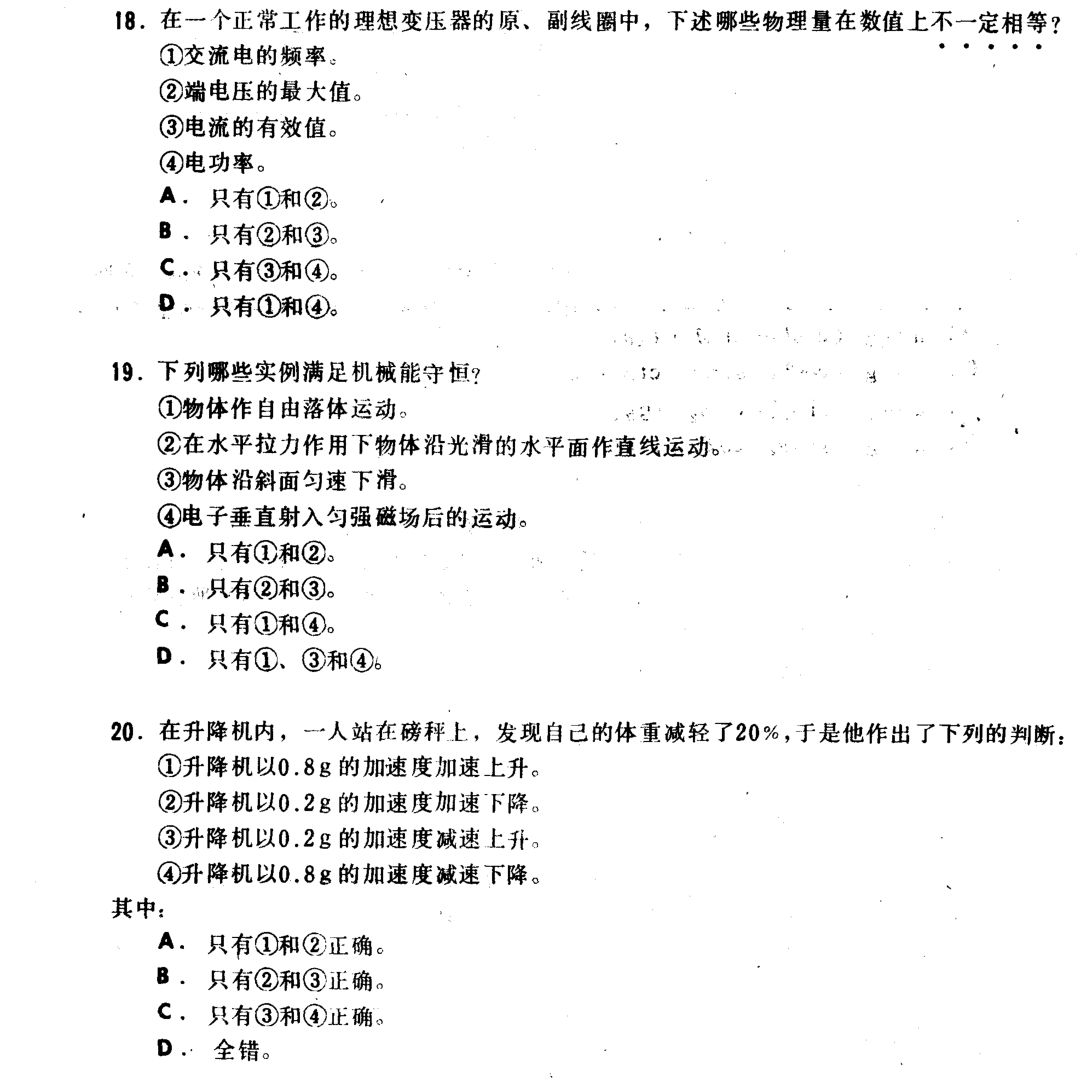 18. 在一个正常工作的理想变压器的原、副线圈中，下述哪些物理量在数值上不一定相等?
①交流电的频率。
②端电压的最大值。
③电流的有效值。
④电功率。
A. 只有①和②。
B. 只有②和③。
C. 只有③和④。
D. 只有①和④。
19. 下列哪些实例满足机械能守恒?
①物体作自由落体运动。
②在水平拉力作用下物体沿光滑的水平面作直线运动。
③物体沿斜面匀速下滑。
④电子垂直射入匀强磁场后的运动。
A. 只有①和②。
B. 只有②和③。
C. 只有①和④。
D. 只有①、③和④。
20. 在升降机内，一人站在磅秤上，发现自己的体重减轻了20%,于是他作出了下列的判断:
①升降机以0.8g的加速度加速上升。
②升降机以0.2g的加速度加速下降。
③升降机以0.2g的加速度减速上升。
④升降机以0.8g的加速度减速下降。
其中:
A. 只有①和②正确。
B. 只有②和③正确。
C. 只有③和④正确。
D. 全错。